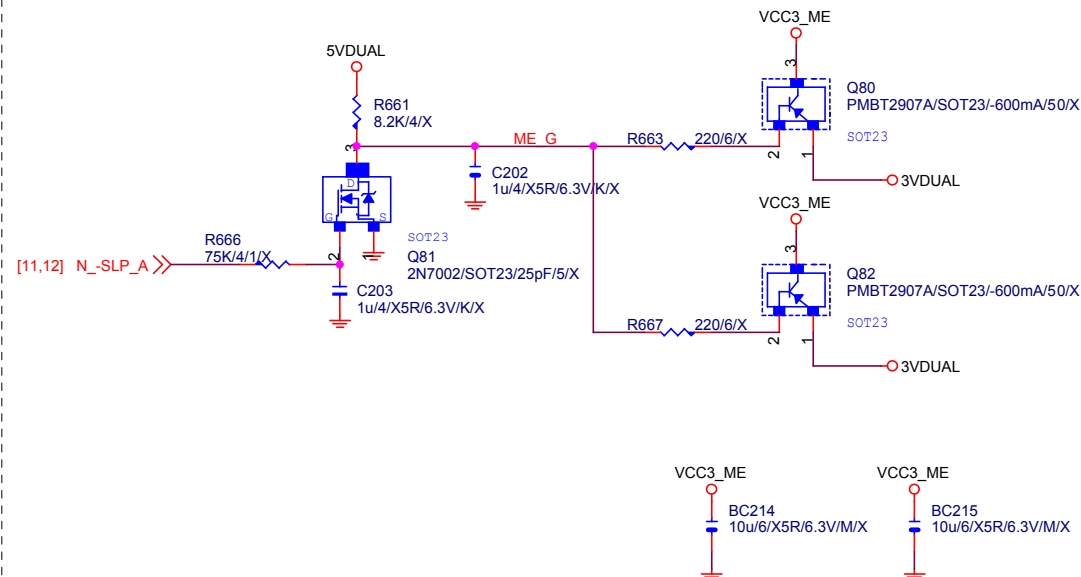 VCC3_ME
3
Q80
PMBT2907A/SOT23/-600mA/50/X
SOT23
2
1
3VDUAL
5VDUAL
R661
8.2K/4/X
3
ME_G
R663
220/6/X
C202
1u/4/X5R/6.3V/K/X
D
G
S
SOT23
Q81
2N7002/SOT23/25pF/5/X
2
1
[11,12] N_-SLP_A
R666
75K/4/1/X
C203
1u/4/X5R/6.3V/K/X
VCC3_ME
3
Q82
PMBT2907A/SOT23/-600mA/50/X
SOT23
R667
220/6/X
2
1
3VDUAL
VCC3_ME
BC214
10u/6/X5R/6.3V/M/X
VCC3_ME
BC215
10u/6/X5R/6.3V/M/X